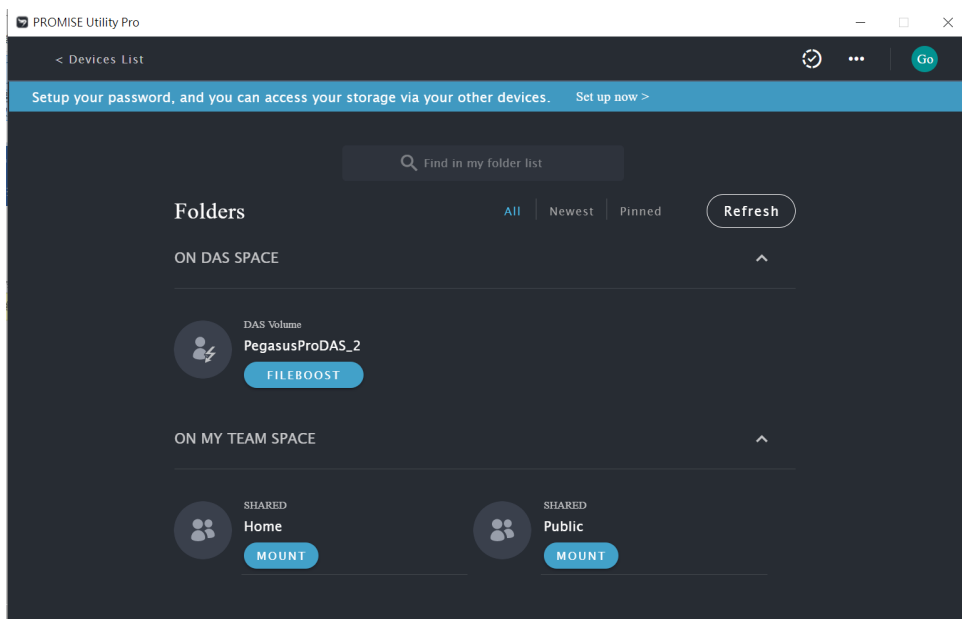 PROMISE Utility Pro
< Devices List
Go
Setup your password, and you can access your storage via your other devices. Set up now >
Find in my folder list
Folders
All Newest Pinned Refresh
ON DAS SPACE
DAS Volume
PegasusProDAS_2
FILEBOOST
ON MY TEAM SPACE
SHARED
Home
MOUNT
SHARED
Public
MOUNT